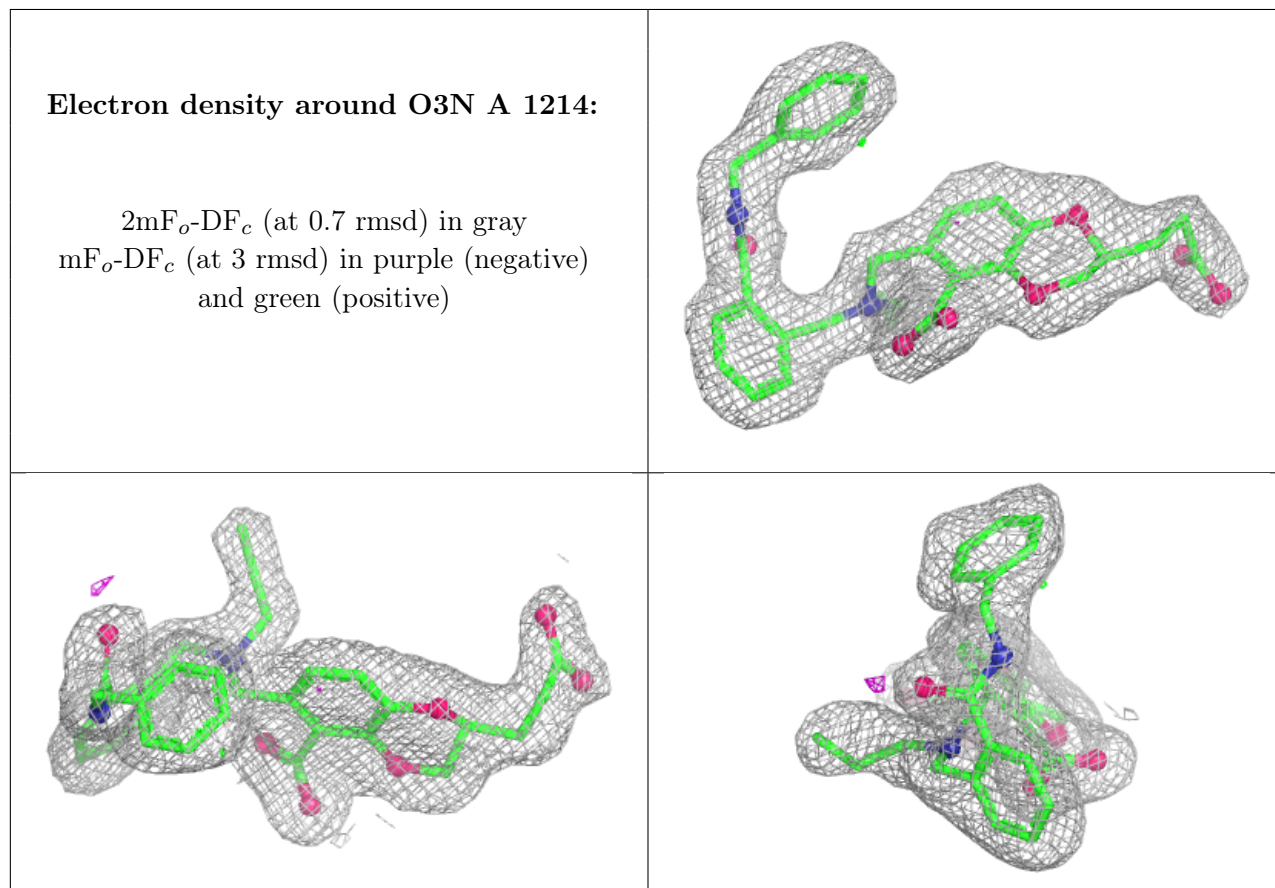 Electron density around O3N A 1214:
2mFo-DFc (at 0.7 rmsd) in gray
mFo-DFc (at 3 rmsd) in purple (negative)
and green (positive)